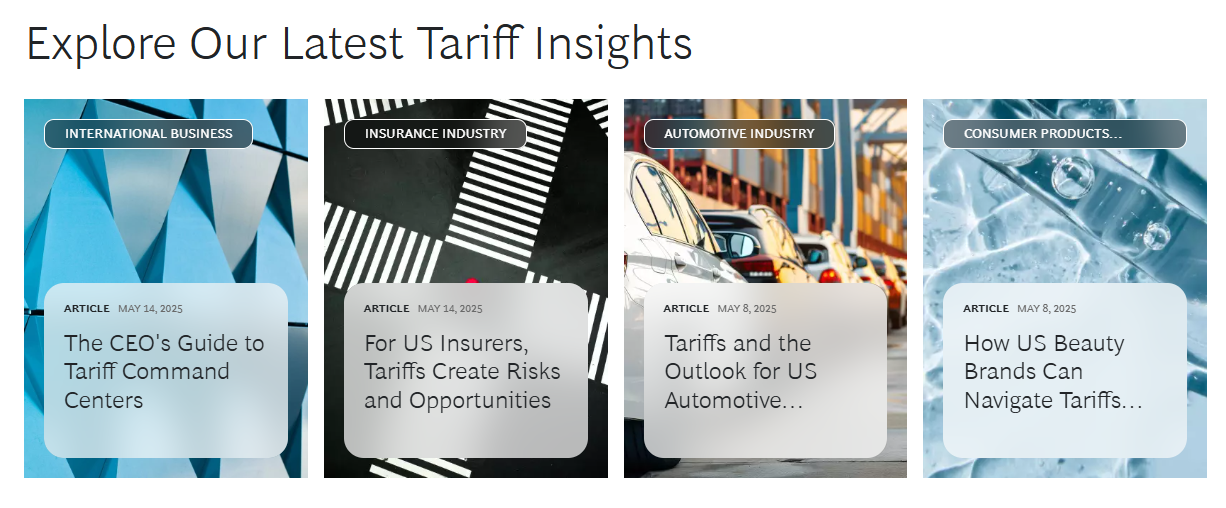 Explore Our Latest Tariff Insights
INTERNATIONAL BUSINESS
ARTICLE MAY 14, 2025
The CEO's Guide to
Tariff Command
Centers
INSURANCE INDUSTRY
ARTICLE MAY 14, 2025
For US Insurers,
Tariffs Create Risks
and Opportunities
AUTOMOTIVE INDUSTRY
ARTICLE MAY 8, 2025
Tariffs and the
Outlook for US
Automotive…
CONSUMER PRODUCTS…
ARTICLE MAY 8, 2025
How US Beauty
Brands Can
Navigate Tariffs…